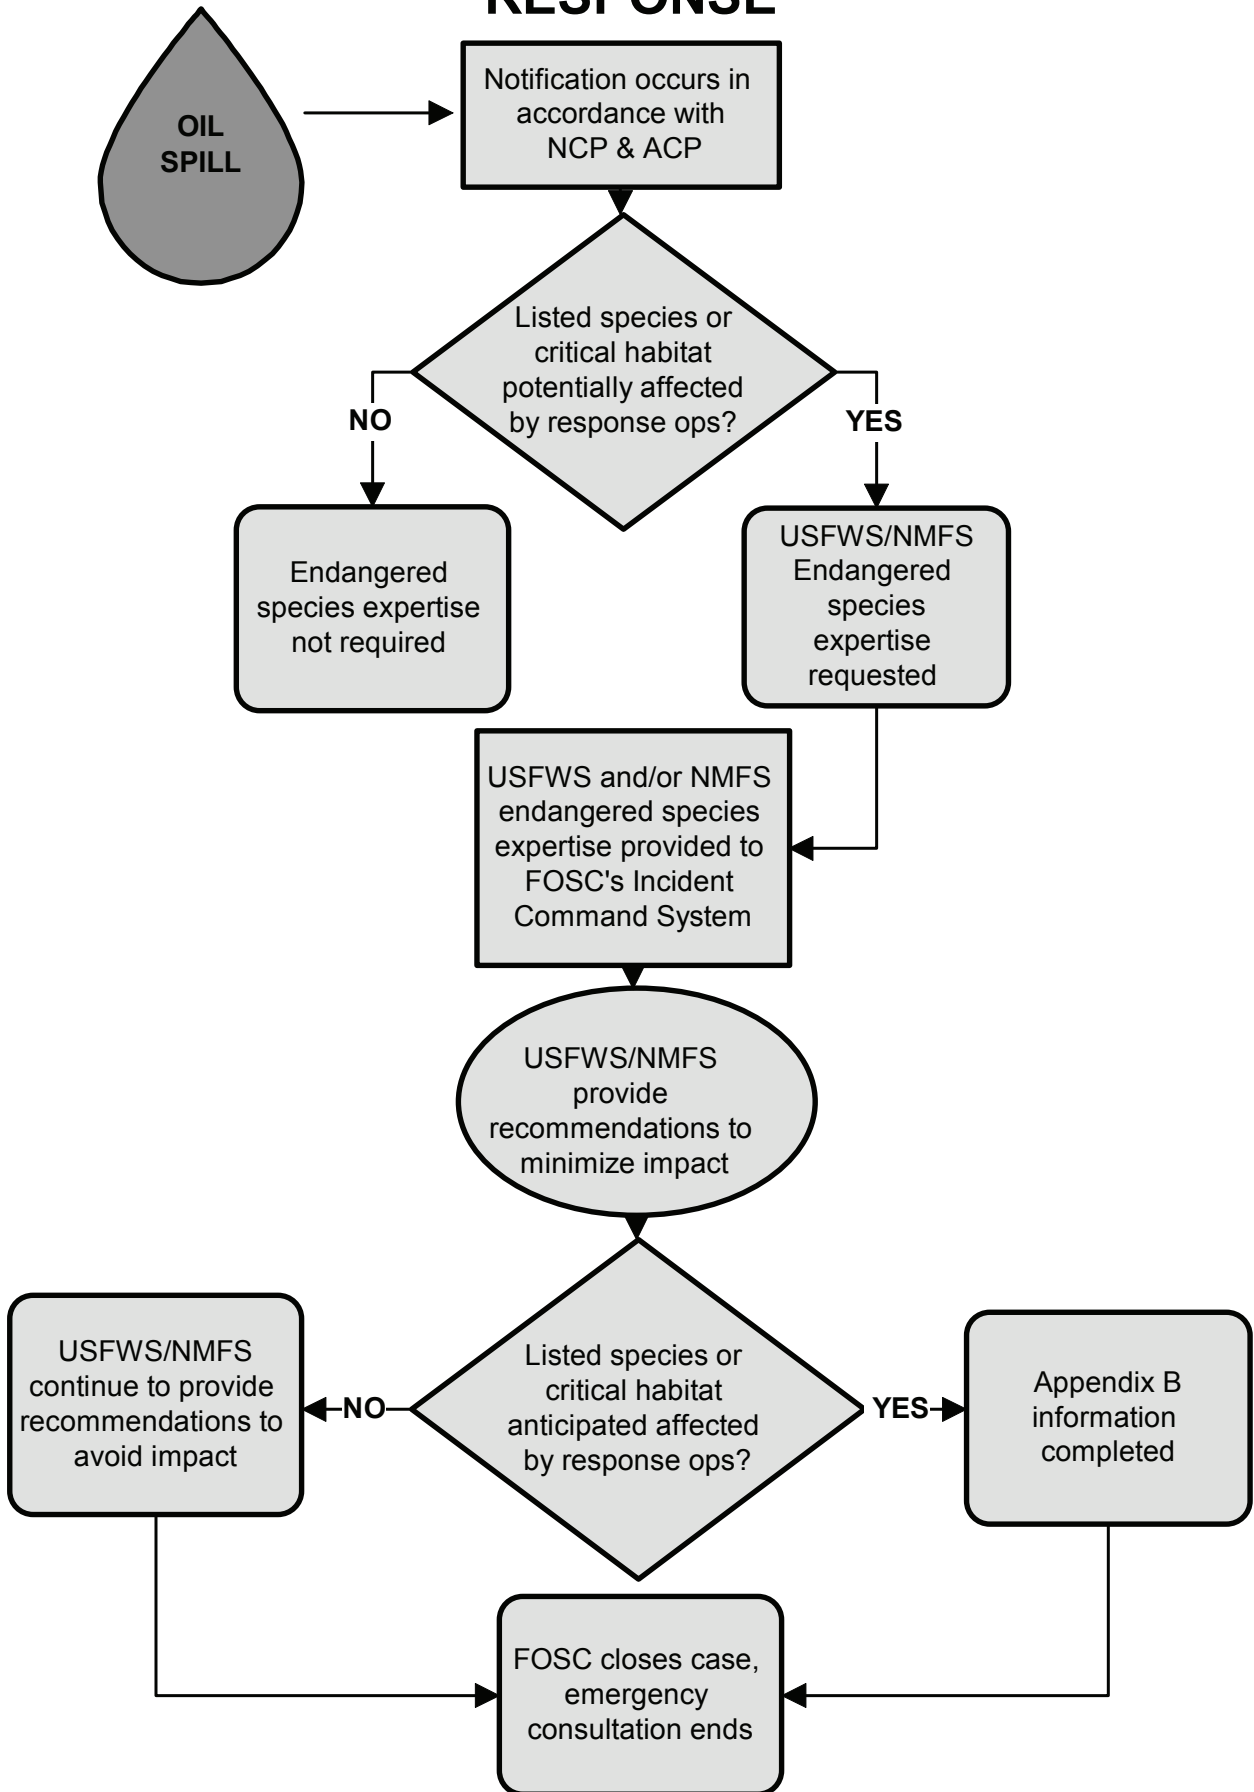 RESPONSE
OIL
SPILL
Notification occurs in
accordance with
NCP & ACP
Listed species or
critical habitat
potentially affected
by response ops?
NO
YES
Endangered
species expertise
not required
USFWS/NMFS
Endangered
species
expertise
requested
USFWS and/or NMFS
endangered species
expertise provided to
FOSC's Incident
Command System
USFWS/NMFS
provide
recommendations to
minimize impact
Listed species or
critical habitat
anticipated affected
by response ops?
NO
YES
USFWS/NMFS
continue to provide
recommendations to
avoid impact
Appendix B
information
completed
FOSC closes case,
emergency
consultation ends